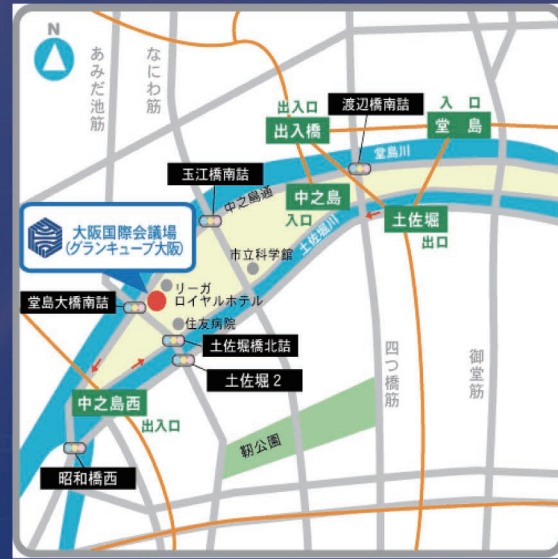 N
あみだ池筋
なにわ筋
出入口
出入橋
渡辺橋南詰
入 口
堂 島
堂島川
玉江橋南詰
中之島通
中之島
入口
土佐堀
出口
土佐堀川
大阪国際会議場
(グランキューブ大阪)
市立科学館
リーガ
ロイヤルホテル
堂島大橋南詰
住友病院
土佐堀橋北詰
土佐堀 2
四つ橋筋
御堂筋
中之島西
出入口
靭公園
昭和橋西